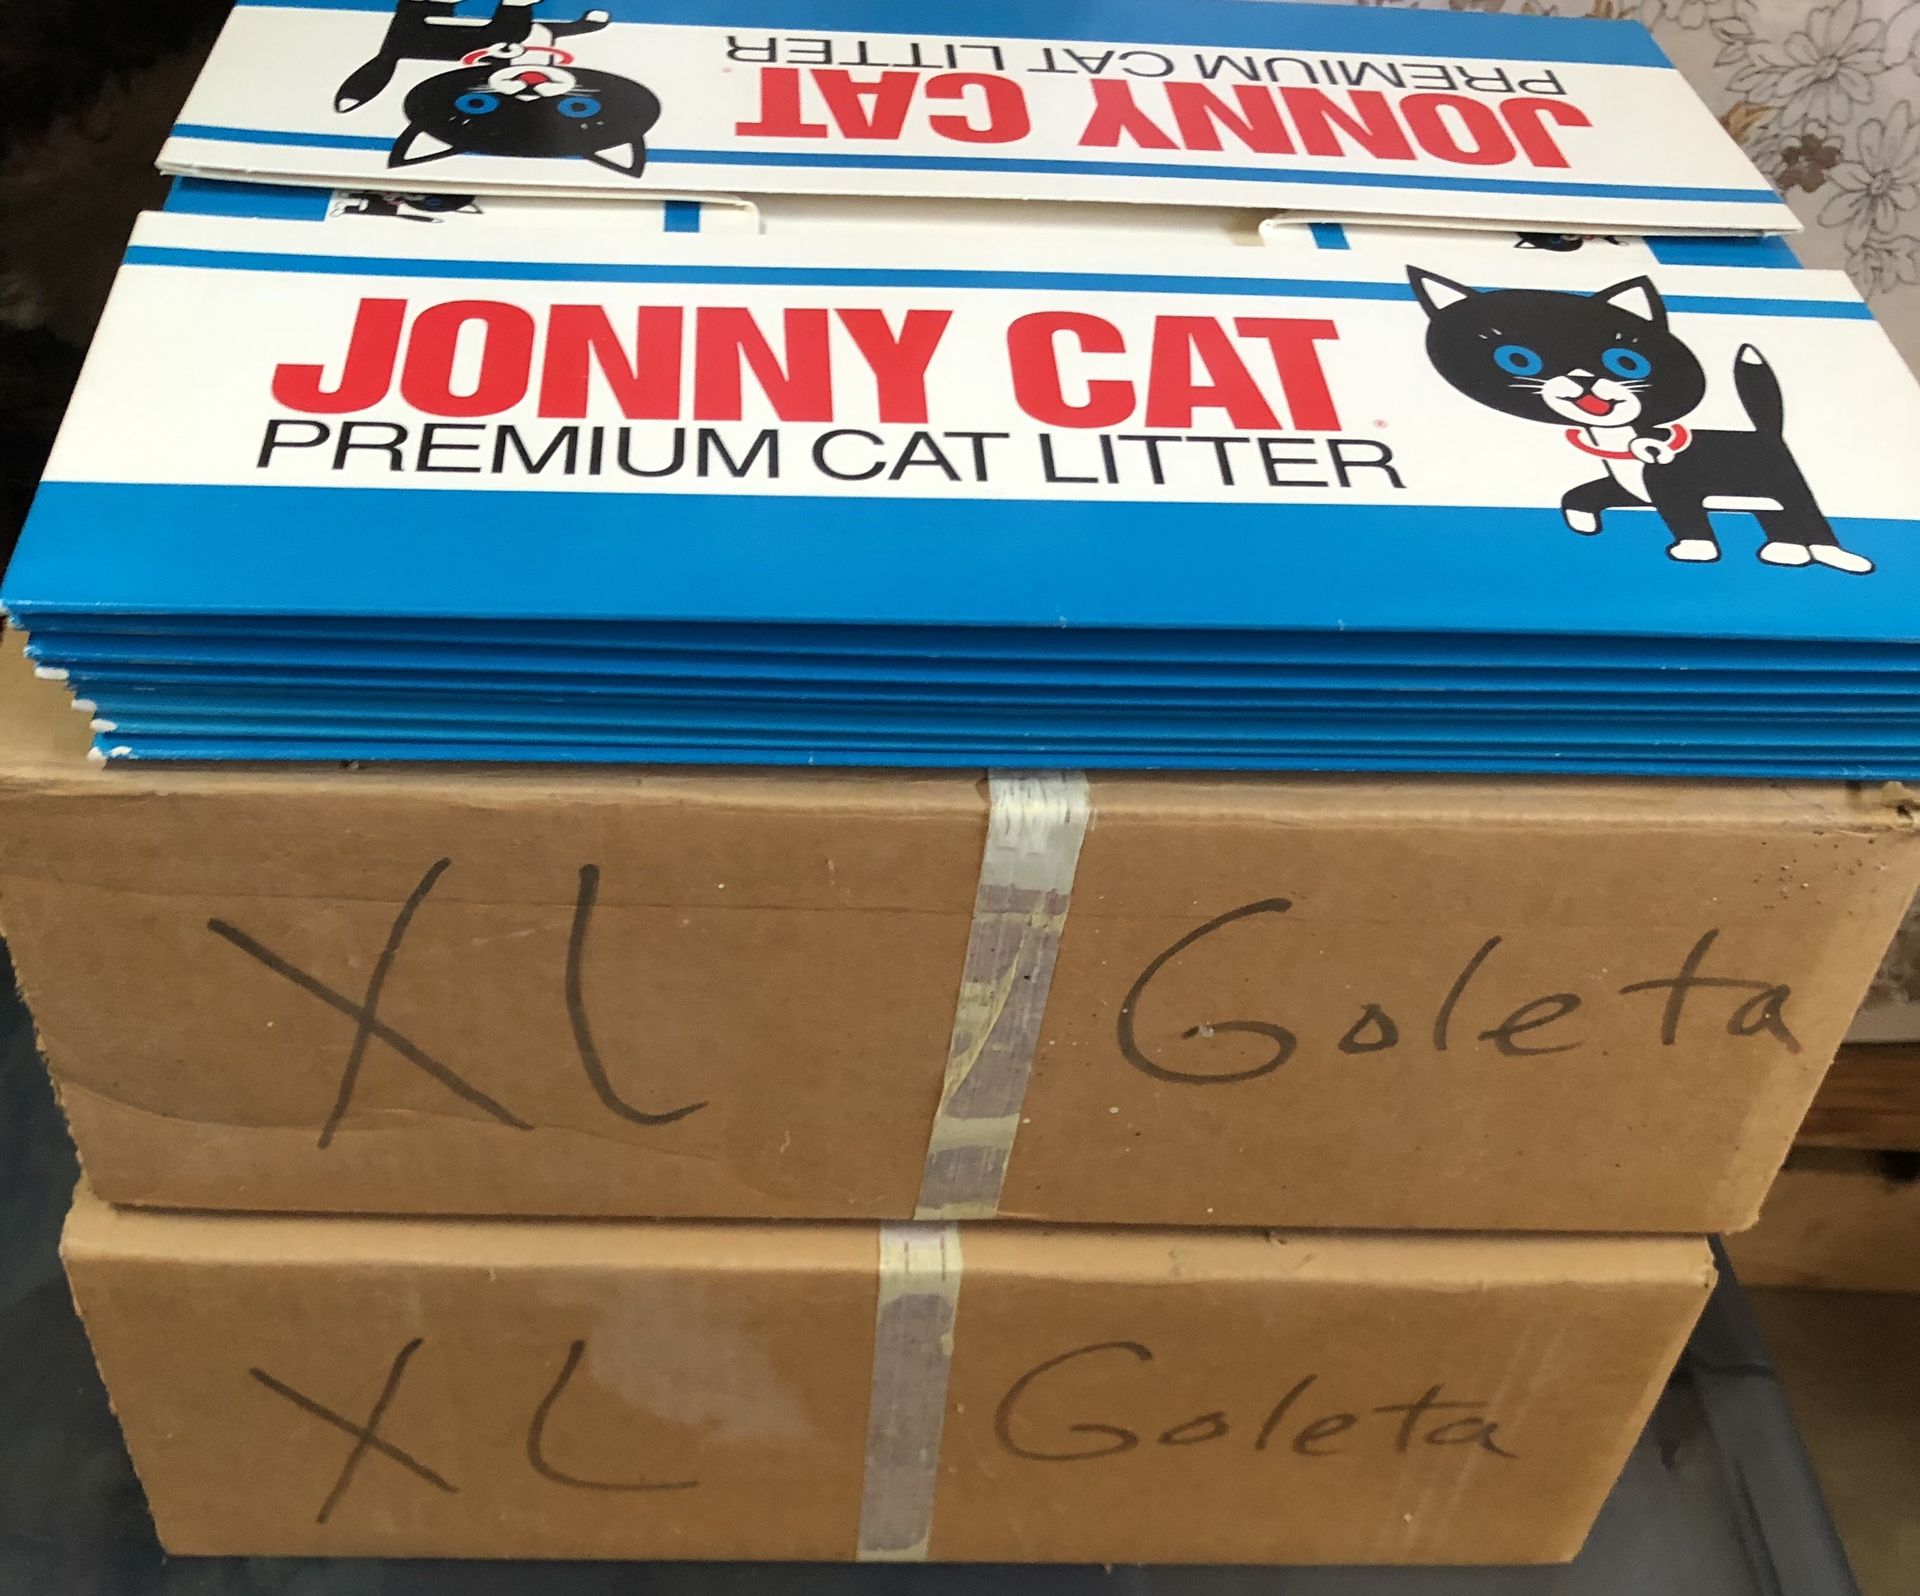 PREMIUM CAT LITTER
JONNY CAT
JONNY CAT®
PREMIUM CAT LITTER
XL Goleta
XL Goleta